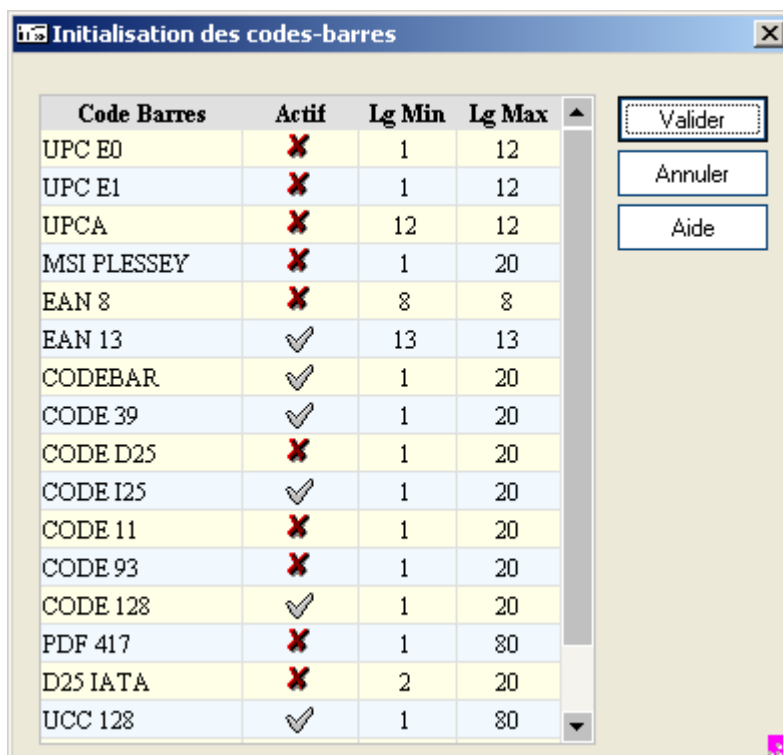 Initialisation des codes-barres
Code Barres Actif Lg Min Lg Max
UPC E0 1 12
UPC E1 1 12
UPCA 12 12
MSI PLESSEY 1 20
EAN 8 8 8
EAN 13 13 13
CODEBAR 1 20
CODE 39 1 20
CODE D25 1 20
CODE I25 1 20
CODE 11 1 20
CODE 93 1 20
CODE 128 1 20
PDF 417 1 80
D25 IATA 2 20
UCC 128 1 80
Valider
Annuler
Aide